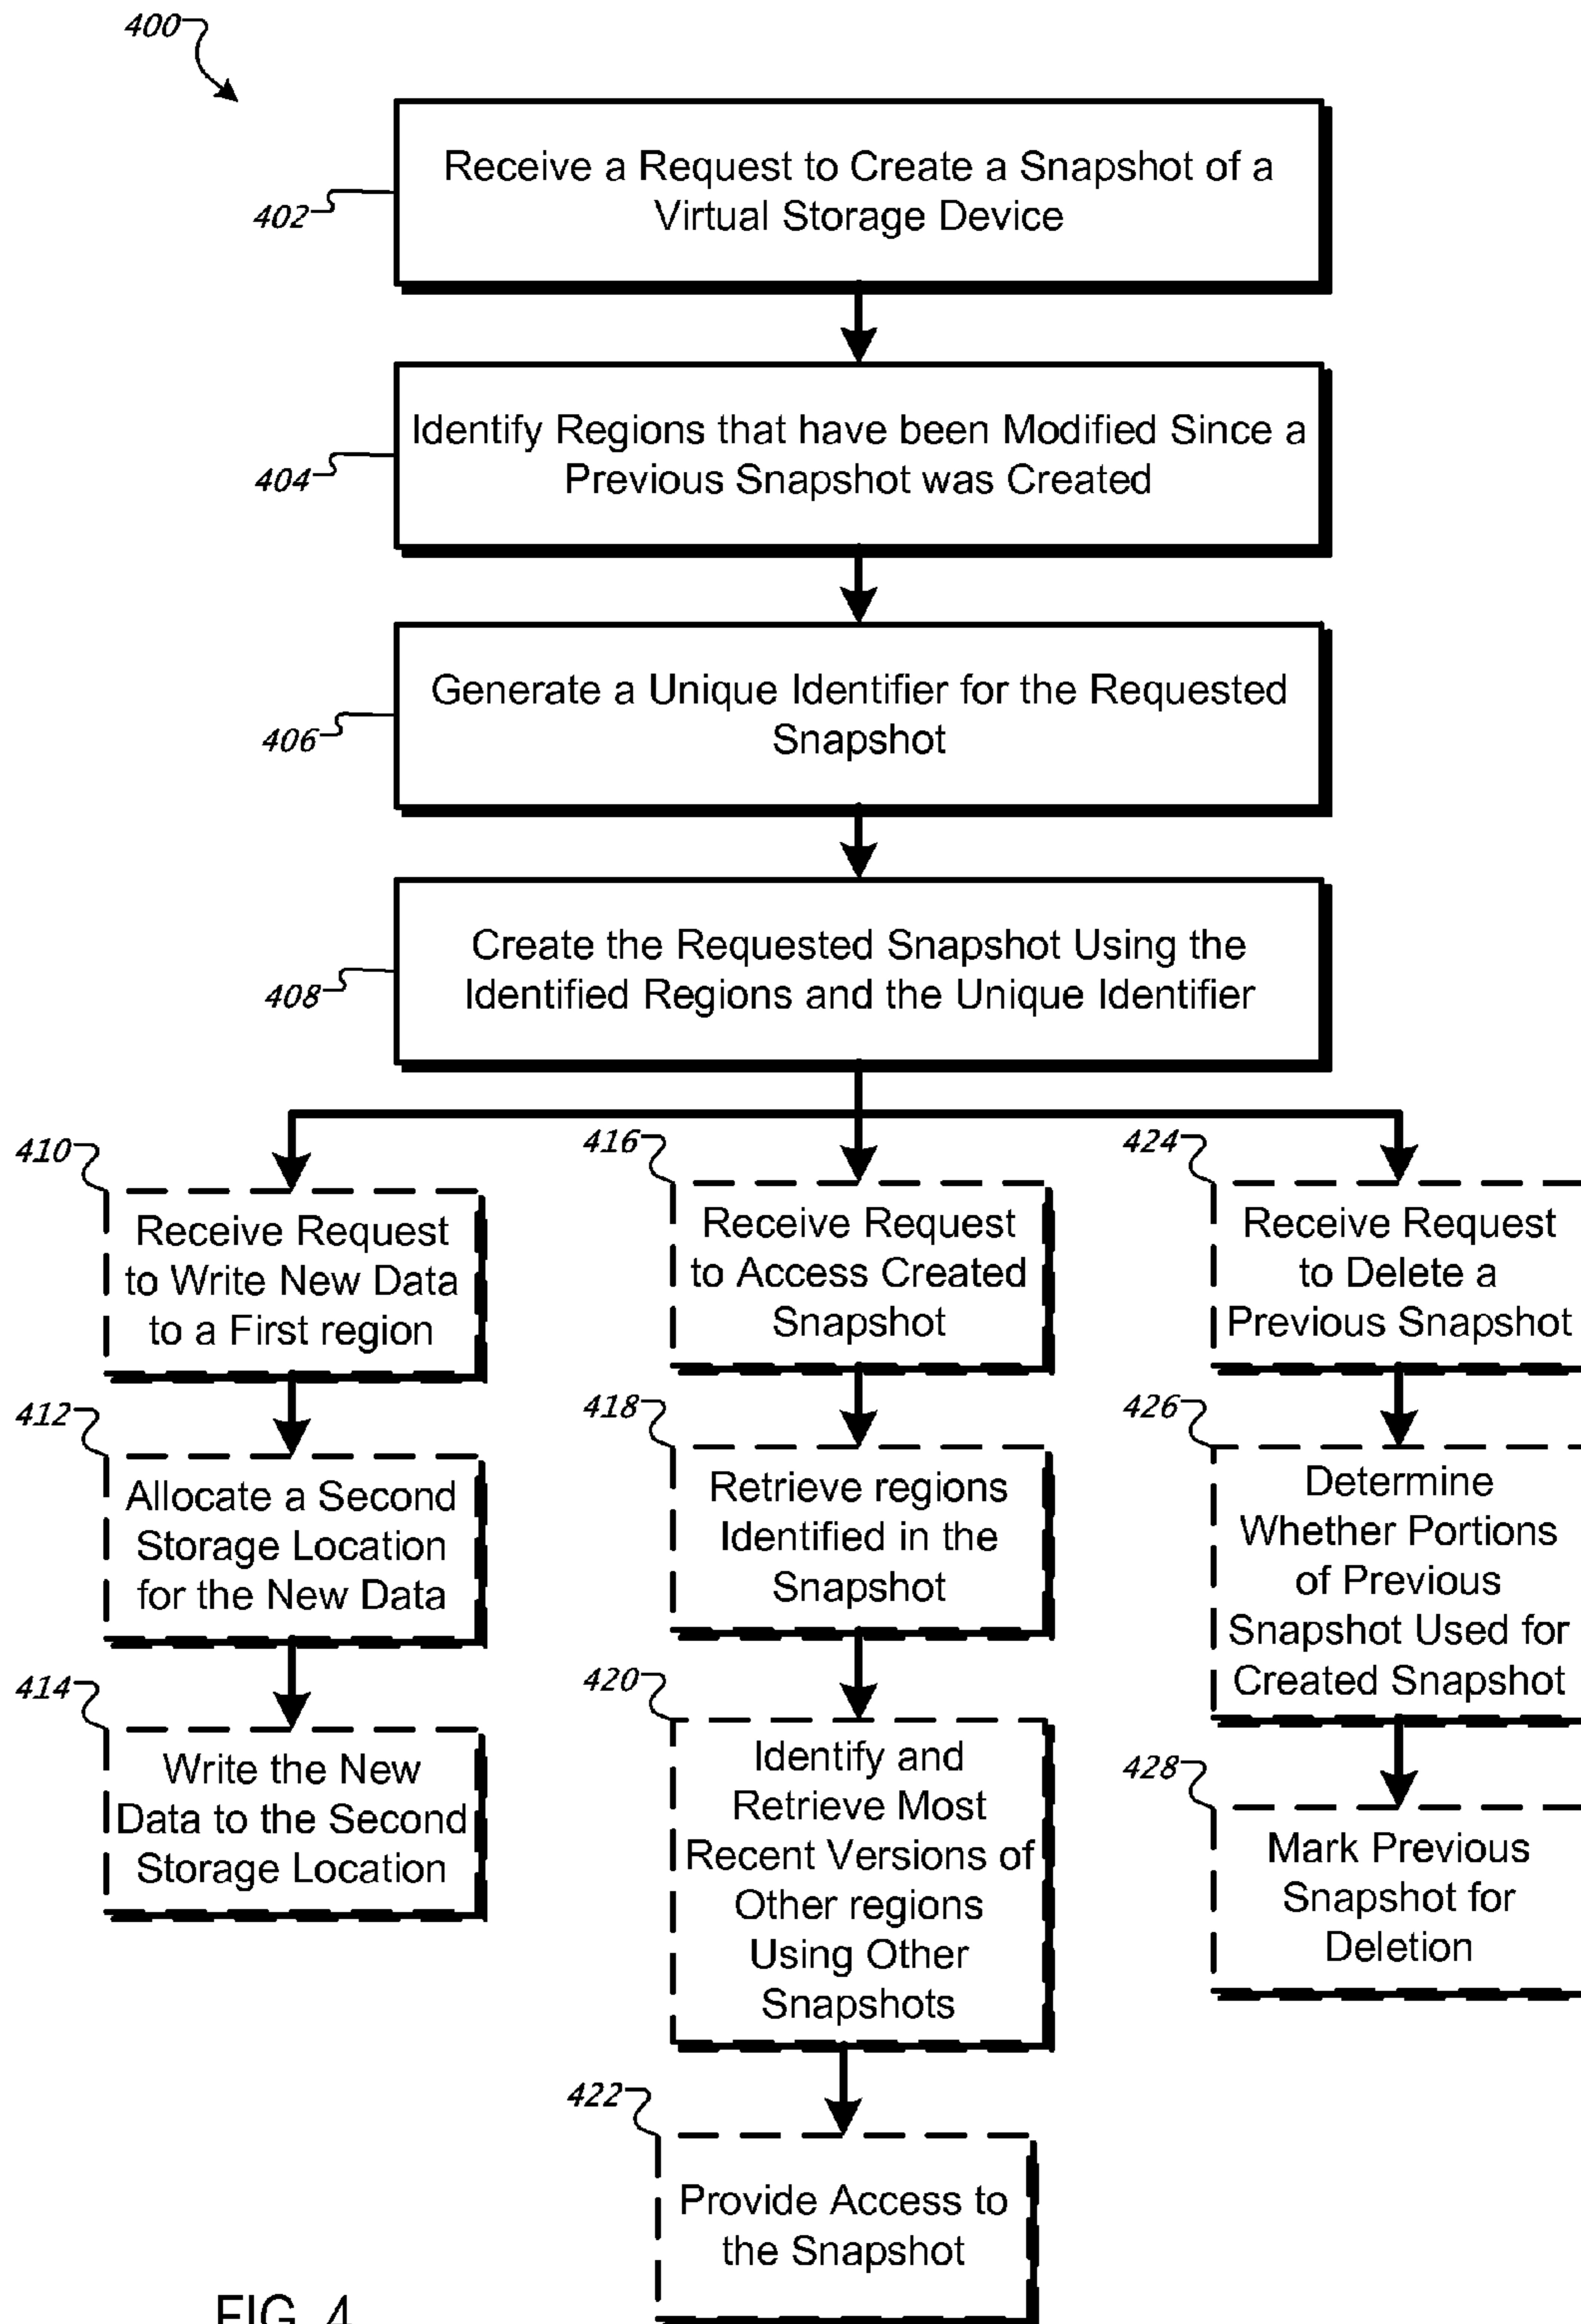 400
Receive a Request to Create a Snapshot of a
Virtual Storage Device
402
Identify Regions that have been Modified Since a
Previous Snapshot was Created
404
Generate a Unique Identifier for the Requested
Snapshot
406
Create the Requested Snapshot Using the
Identified Regions and the Unique Identifier
408
410
Receive Request
to Write New Data
to a First region
412
Allocate a Second
Storage Location
for the New Data
414
Write the New
Data to the Second
Storage Location
416
Receive Request
to Access Created
Snapshot
418
Retrieve regions
Identified in the
Snapshot
420
Identify and
Retrieve Most
Recent Versions of
Other regions
Using Other
Snapshots
422
Provide Access to
the Snapshot
424
Receive Request
to Delete a
Previous Snapshot
426
Determine
Whether Portions
of Previous
Snapshot Used for
Created Snapshot
428
Mark Previous
Snapshot for
Deletion
FIG. 4